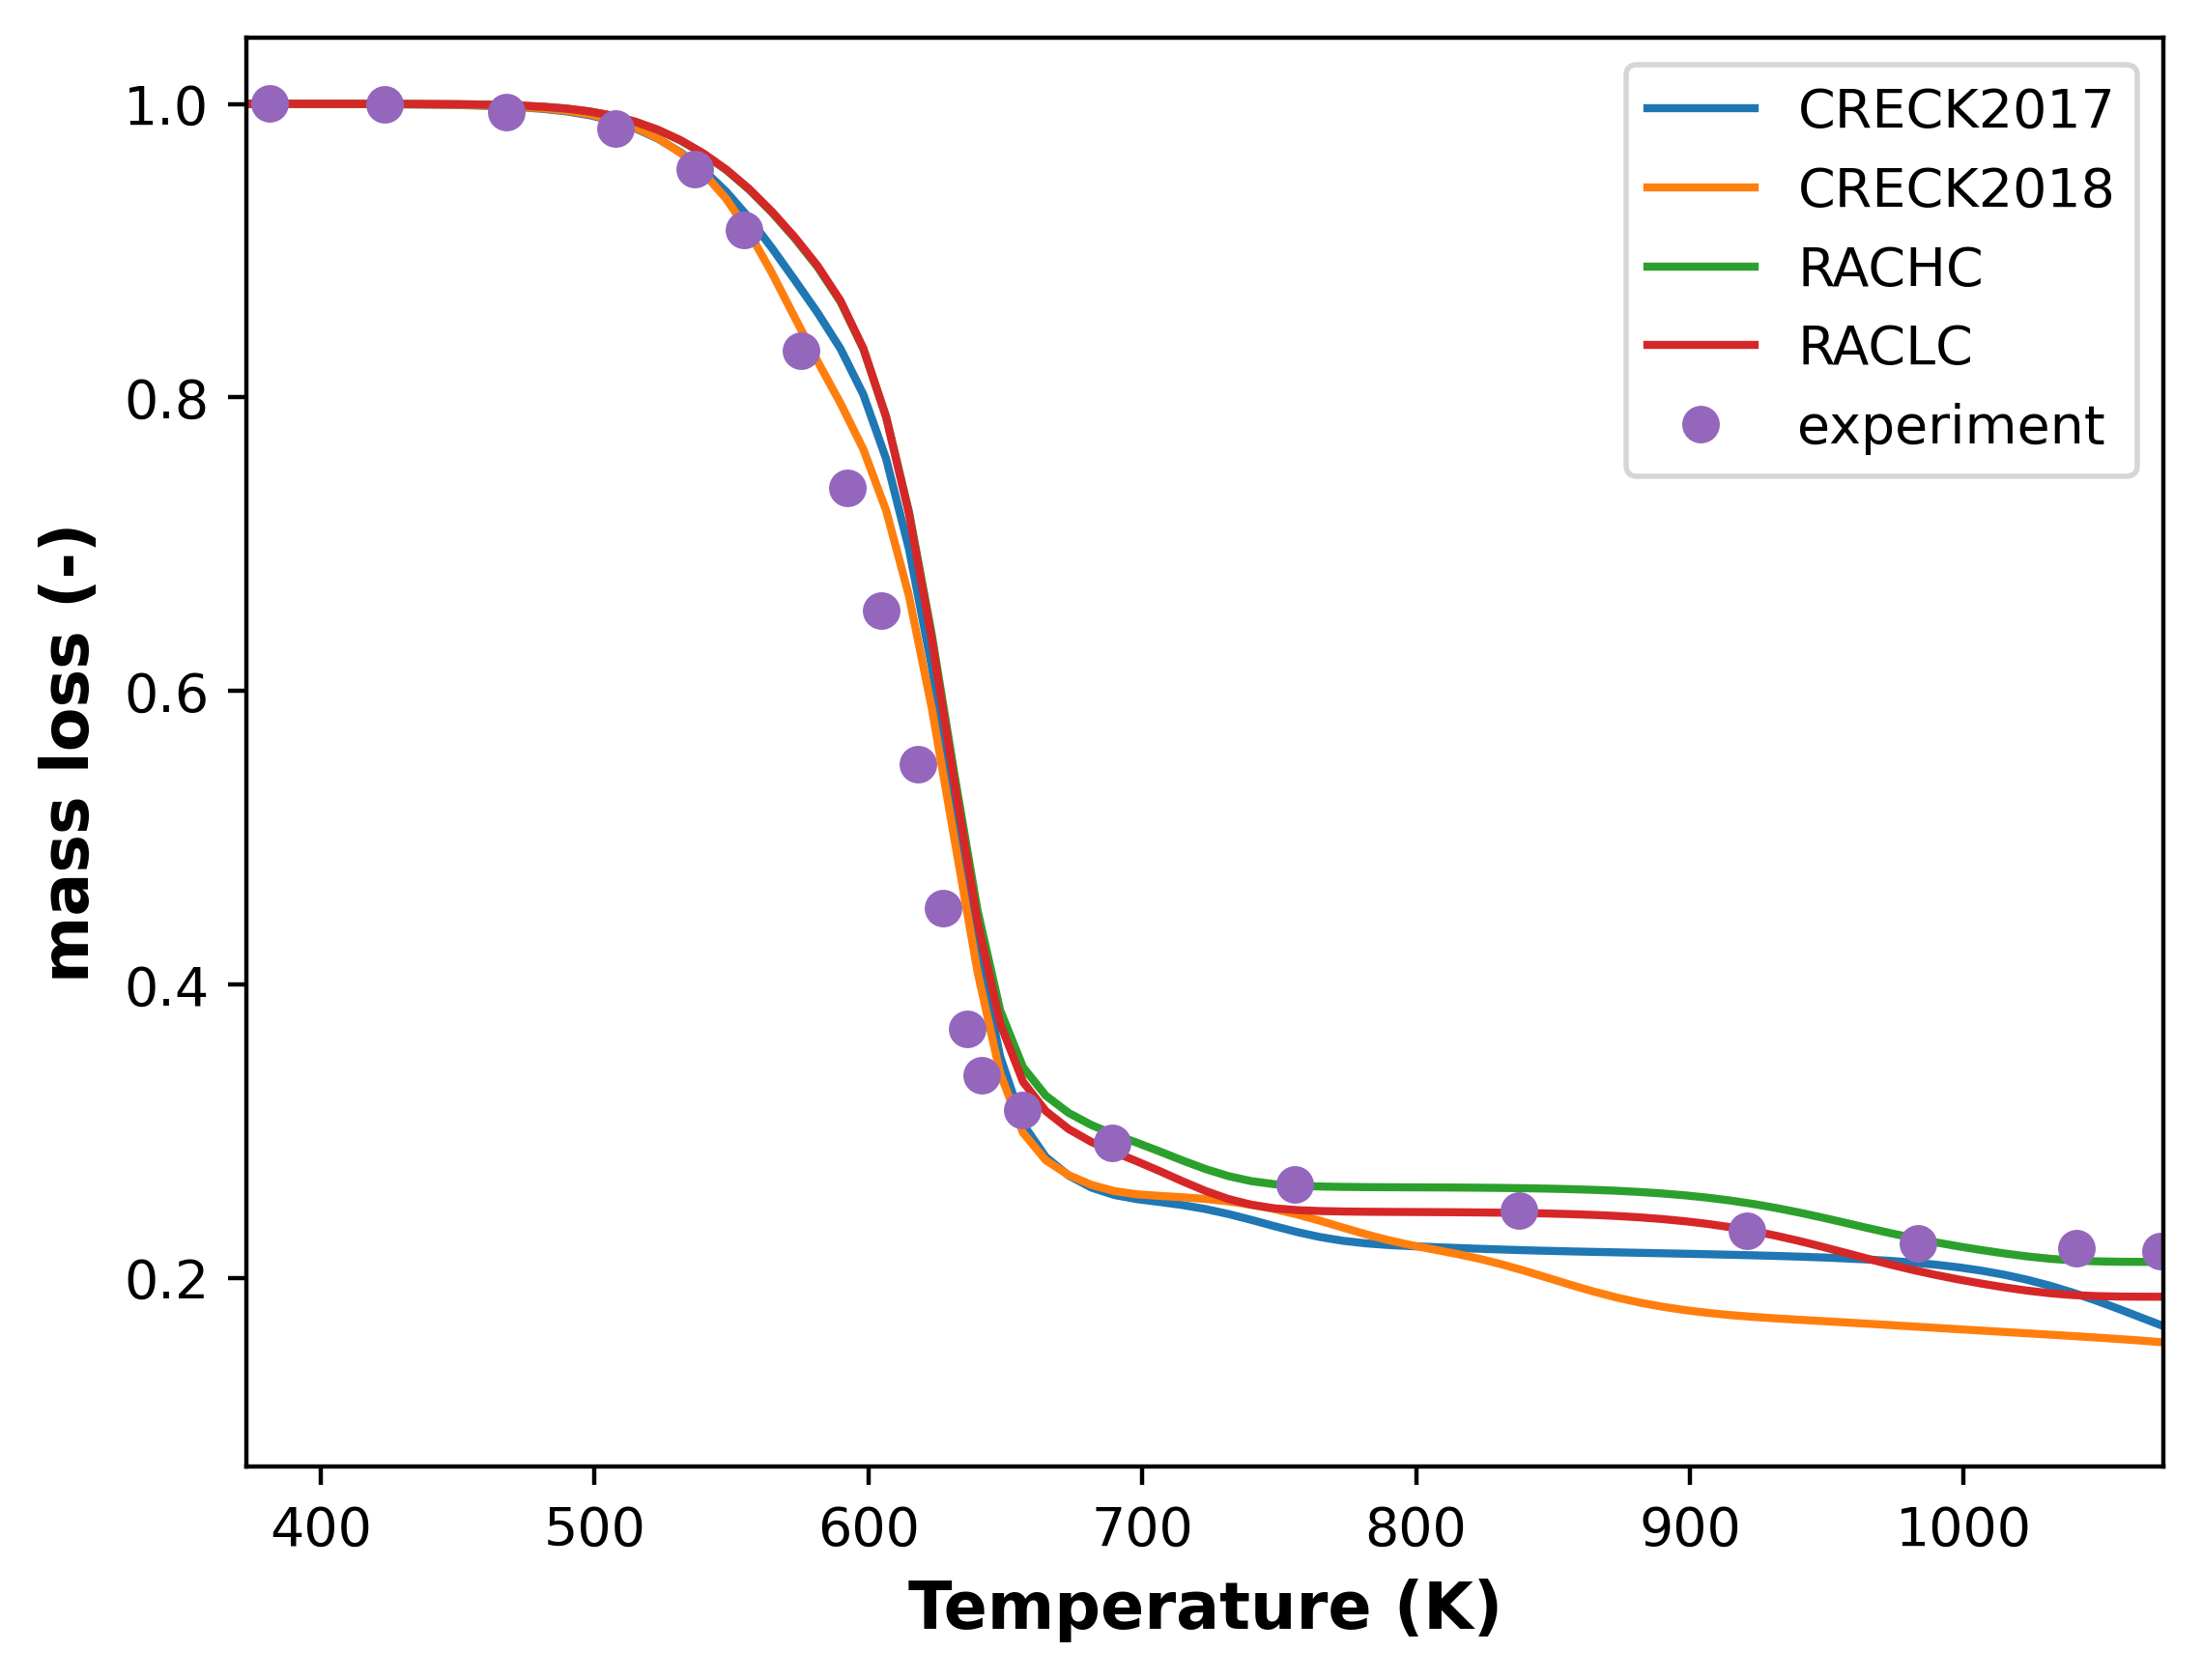 CRECK2017
CRECK2018
RACHC
RACLC
experiment
1.0
0.8
0.6
0.4
0.2
mass loss (-)
400 500 600 700 800 900 1000
Temperature (K)